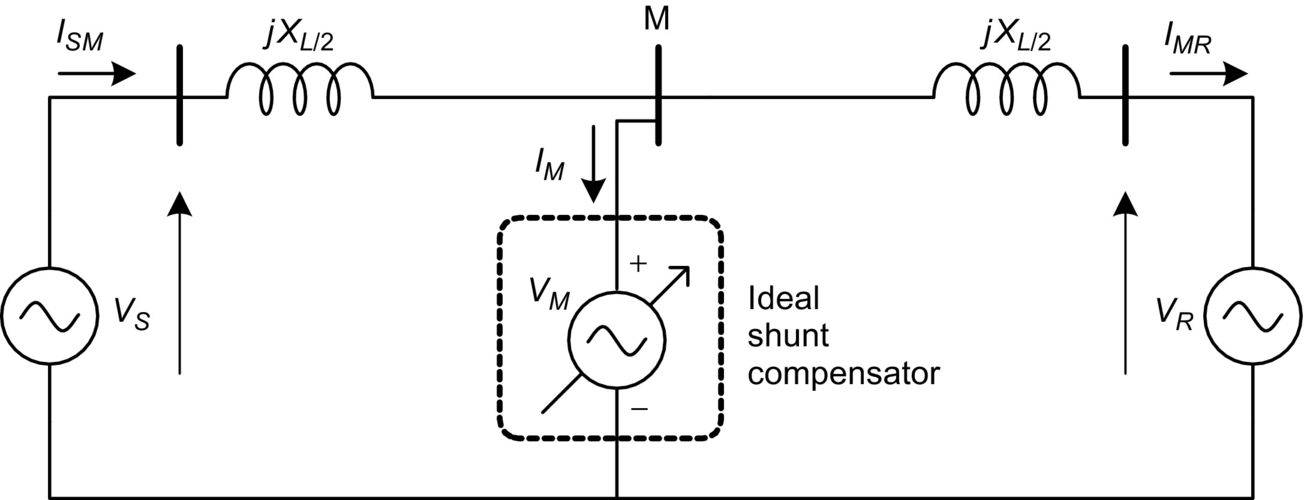 I_SM
jX_L/2
M
jX_L/2
I_MR
I_M
+
V_M
−
V_S
Ideal
shunt
compensator
V_R